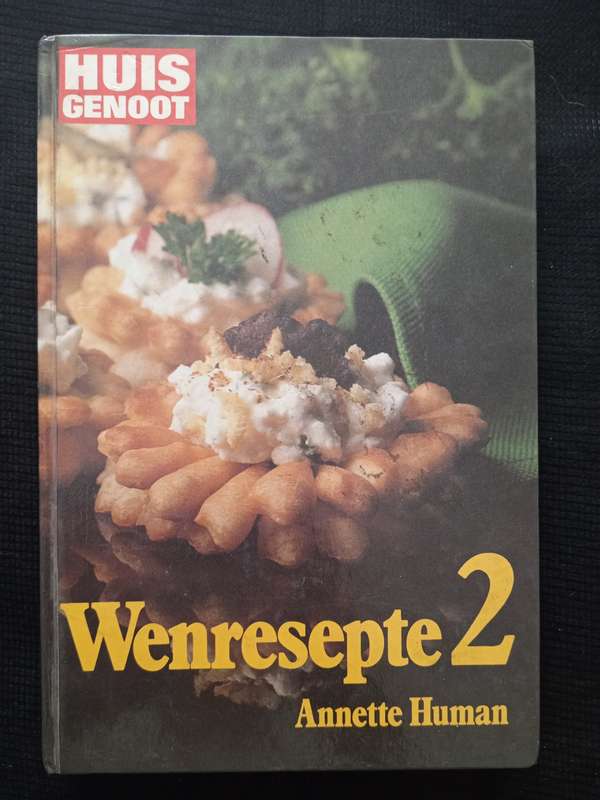 HUIS
GENOOT
Wenresepte 2
Annette Human